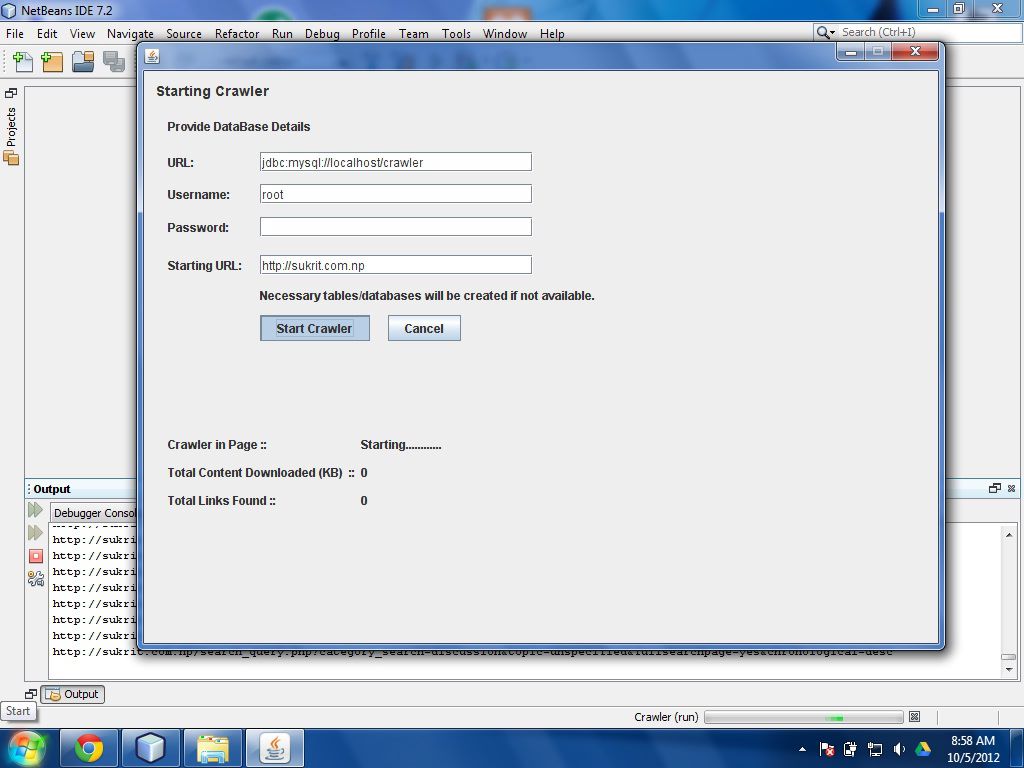 NetBeans IDE 7.2
File Edit View Navigate Source Refactor Run Debug Profile Team Tools Window Help
Search (Ctrl+I)
Projects
Starting Crawler
Provide DataBase Details
URL: jdbc:mysql://localhost/crawler
Username: root
Password:
Starting URL: http://sukrit.com.np
Necessary tables/databases will be created if not available.
Start Crawler Cancel
Crawler in Page :: Starting............
Total Content Downloaded (KB) :: 0
Total Links Found :: 0
Output
Debugger Consol
http://sukri
http://sukri
http://sukri
http://sukri
http://sukri
http://sukri
http://sukri
http://sukrit.com.np/search_query.php?category_search=discussion&topic=unspecified&fullsearchpage=yes&chronological=desc
Output
Start
Crawler (run)
8:58 AM
10/5/2012